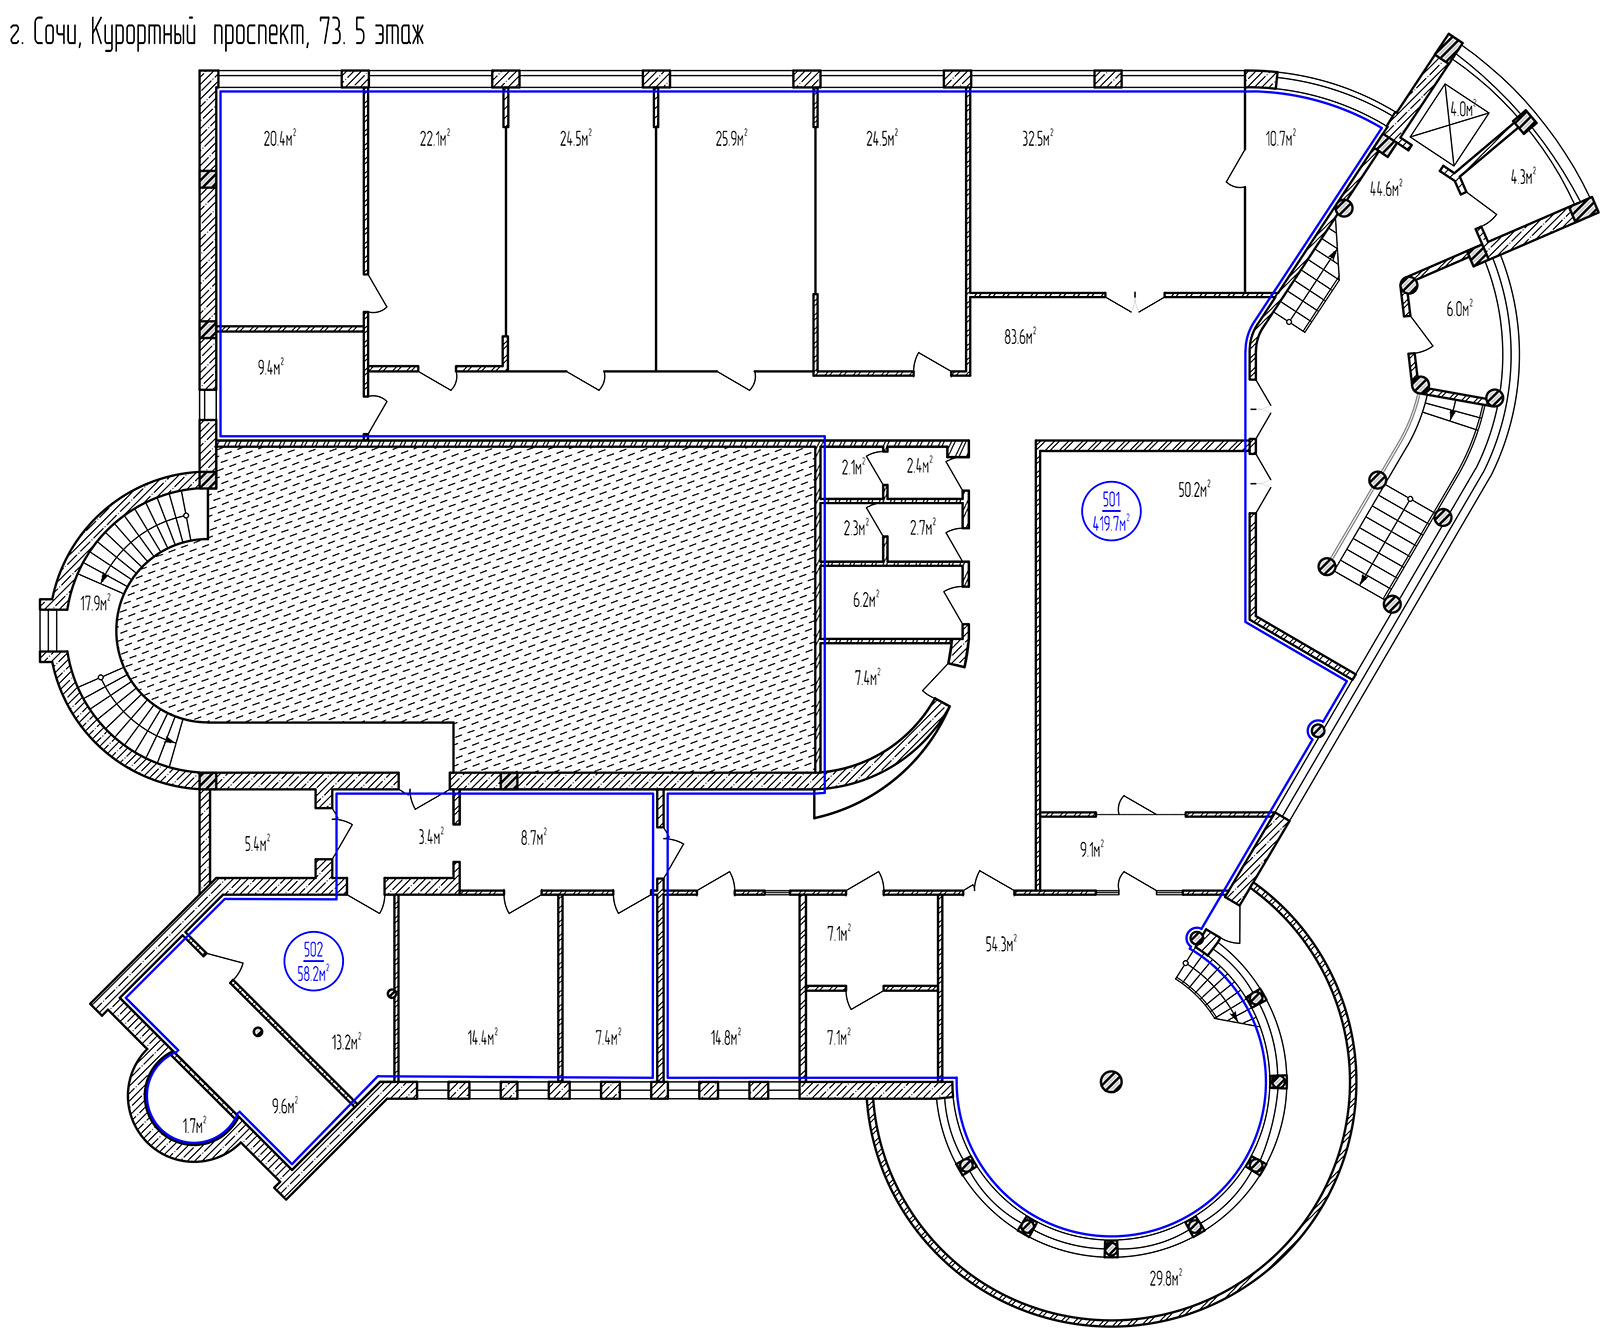 г. Сочи, Курортный проспект, 73. 5 этаж
4.0м²
20.4м²
22.1м²
24.5м²
25.9м²
24.5м²
32.5м²
10.7м²
44.6м²
4.3м²
6.0м²
83.6м²
9.4м²
2.1м²
2.4м²
50.2м²
501
419.7м²
2.3м²
2.7м²
17.9м²
6.2м²
7.4м²
5.4м²
3.4м²
8.7м²
9.1м²
502
58.2м²
7.1м²
54.3м²
13.2м²
14.4м²
7.4м²
14.8м²
7.1м²
9.6м²
1.7м²
29.8м²